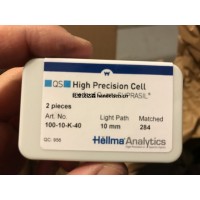 QS High Precision Cell
SUPRASIL®
2 pieces
Art. No. Light Path Matched
100-10-K-40 10 mm 284
Hellma Analytics